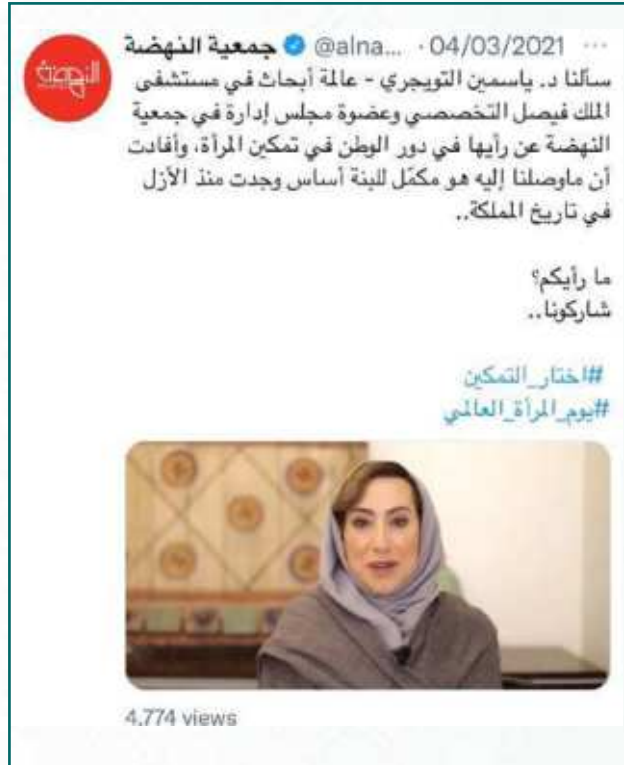 جمعية النهضة @alna... · 04/03/2021 ...
النهضة
سألنا د. ياسمين التويجري - عالمة أبحاث في مستشفى
الملك فيصل التخصصي وعضوة مجلس إدارة في جمعية
النهضة عن رأيها في دور الوطن في تمكين المرأة، وأفادت
أن ماوصلنا إليه هو مكمّل للبنة أساس وجدت منذ الأزل
في تاريخ المملكة..
ما رأيكم؟
شاركونا..
#اختار_التمكين
#يوم_المرأة_العالمي
4,774 views